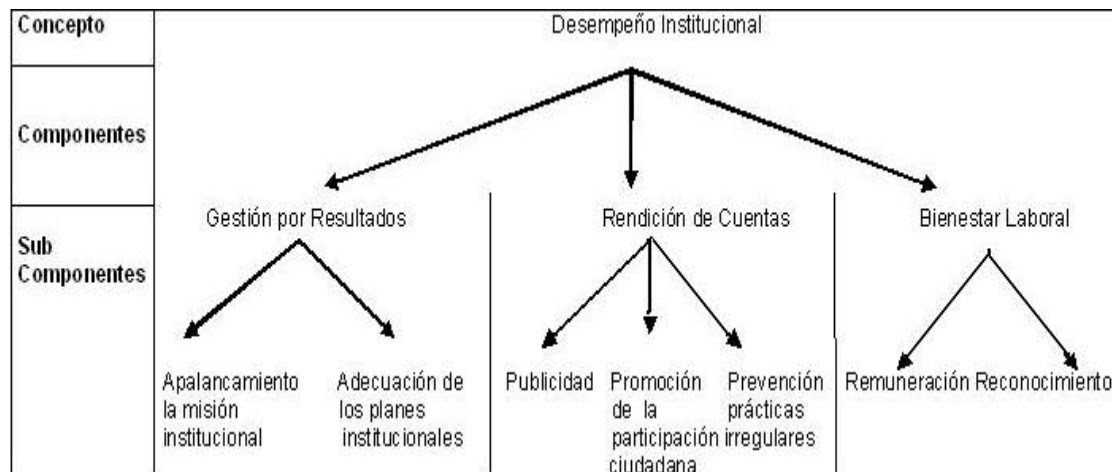 Concepto
Desempeño Institucional
Componentes
Gestión por Resultados
Rendición de Cuentas
Bienestar Laboral
Sub
Componentes
Apalancamiento
la misión
institucional
Adecuación de
los planes
institucionales
Publicidad
Promoción
de la
participación
ciudadana
Prevención
prácticas
irregulares
Remuneración
Reconocimiento